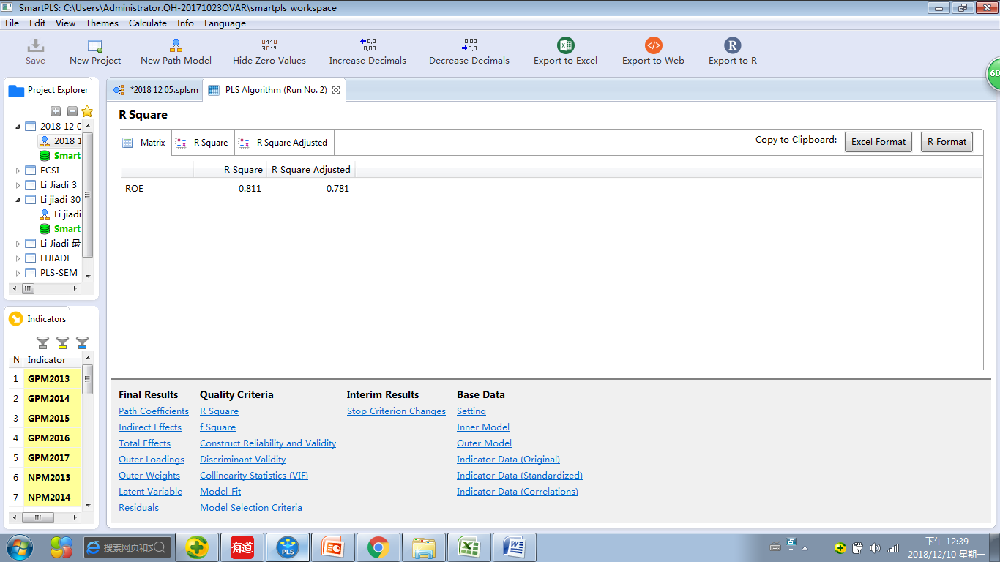 SmartPLS: C:\Users\Administrator.QH-20171023OVAR\smartpls_workspace
File Edit View Themes Calculate Info Language
Save New Project New Path Model Hide Zero Values Increase Decimals Decrease Decimals Export to Excel Export to Web Export to R
60
Project Explorer
2018 12 0
2018 1
Smart
ECSI
Li Jiadi 3
Li jiadi 30
Li jiadi
Smart
Li Jiadi 最
LIJIADI
PLS-SEM
Indicators
N Indicator
1 GPM2013
2 GPM2014
3 GPM2015
4 GPM2016
5 GPM2017
6 NPM2013
7 NPM2014
*2018 12 05.splsm PLS Algorithm (Run No. 2)
R Square
Matrix R Square R Square Adjusted Copy to Clipboard: Excel Format R Format
R Square R Square Adjusted
ROE 0.811 0.781
Final Results Quality Criteria Interim Results Base Data
Path Coefficients R Square Stop Criterion Changes Setting
Indirect Effects f Square Inner Model
Total Effects Construct Reliability and Validity Outer Model
Outer Loadings Discriminant Validity Indicator Data (Original)
Outer Weights Collinearity Statistics (VIF) Indicator Data (Standardized)
Latent Variable Model Fit Indicator Data (Correlations)
Residuals Model Selection Criteria
搜索网页和文 有道 PLS
下午 12:39
2018/12/10 星期一